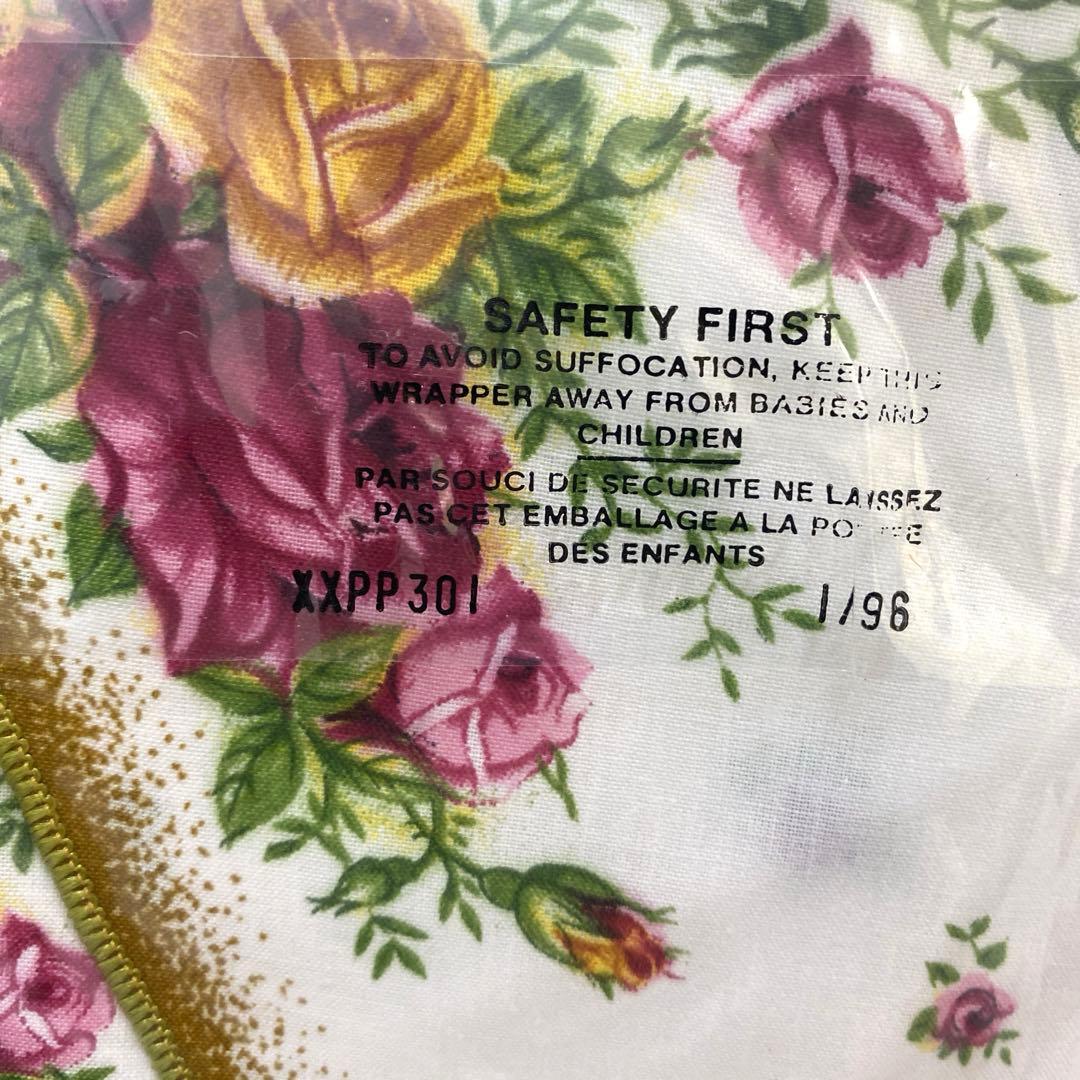 SAFETY FIRST
TO AVOID SUFFOCATION, KEEP THIS
WRAPPER AWAY FROM BABIES AND
CHILDREN
PAR SOUCI DE SECURITE NE LAISSEZ
PAS CET EMBALLAGE A LA
DES ENFANTS
XXPP301 1/96